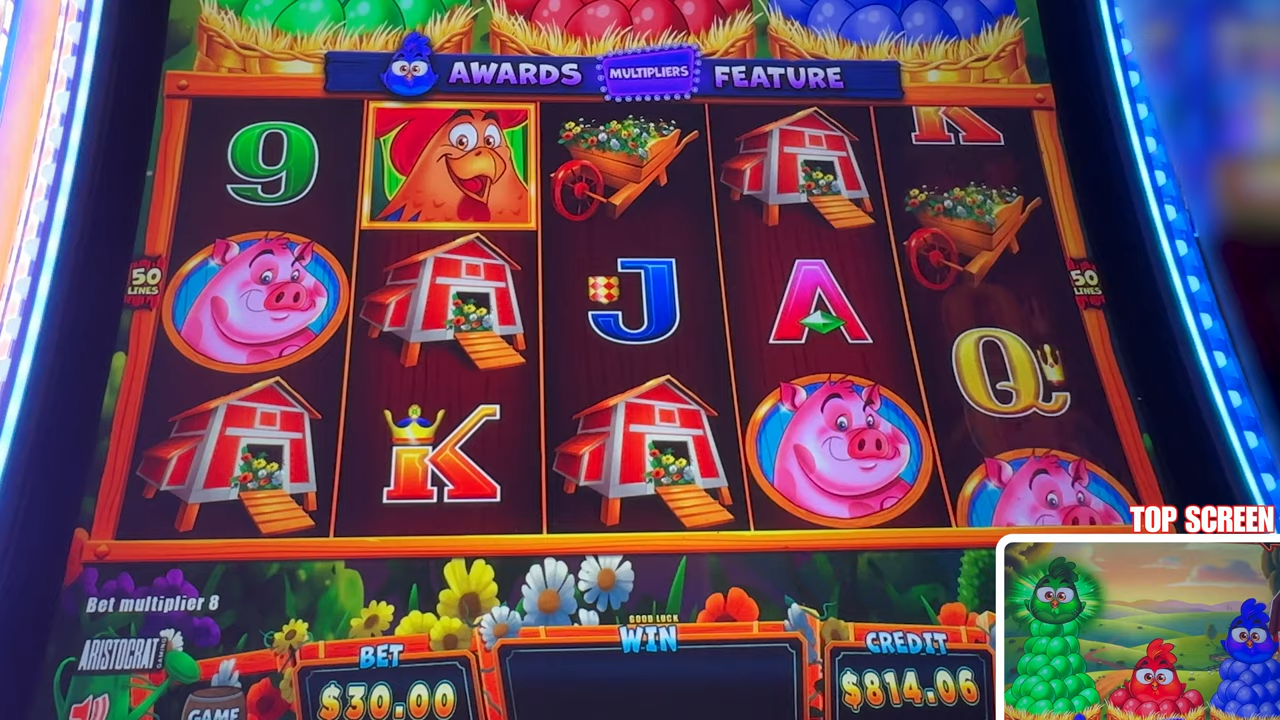 AWARDS MULTIPLIERS FEATURE
9
K
50
LINES
50
LINES
J
A
Q
K
TOP SCREEN
Bet multiplier 8
ARISTOCRAT
GAMING
GOOD LUCK
BET
WIN
CREDIT
$30.00
$814.06
GAME